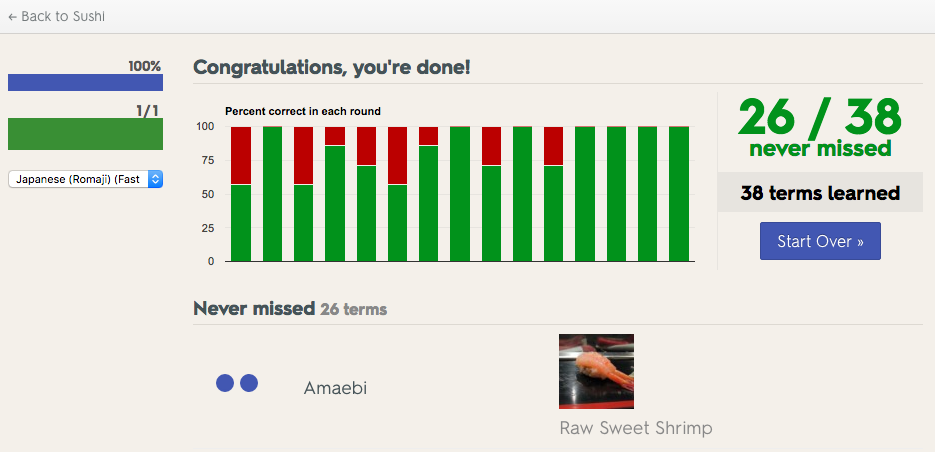 ← Back to Sushi
100%
1/1
Japanese (Romaji) (Fast
Congratulations, you're done!
Percent correct in each round
100
75
50
25
0
26 / 38
never missed
38 terms learned
Start Over »
Never missed 26 terms
Amaebi
Raw Sweet Shrimp